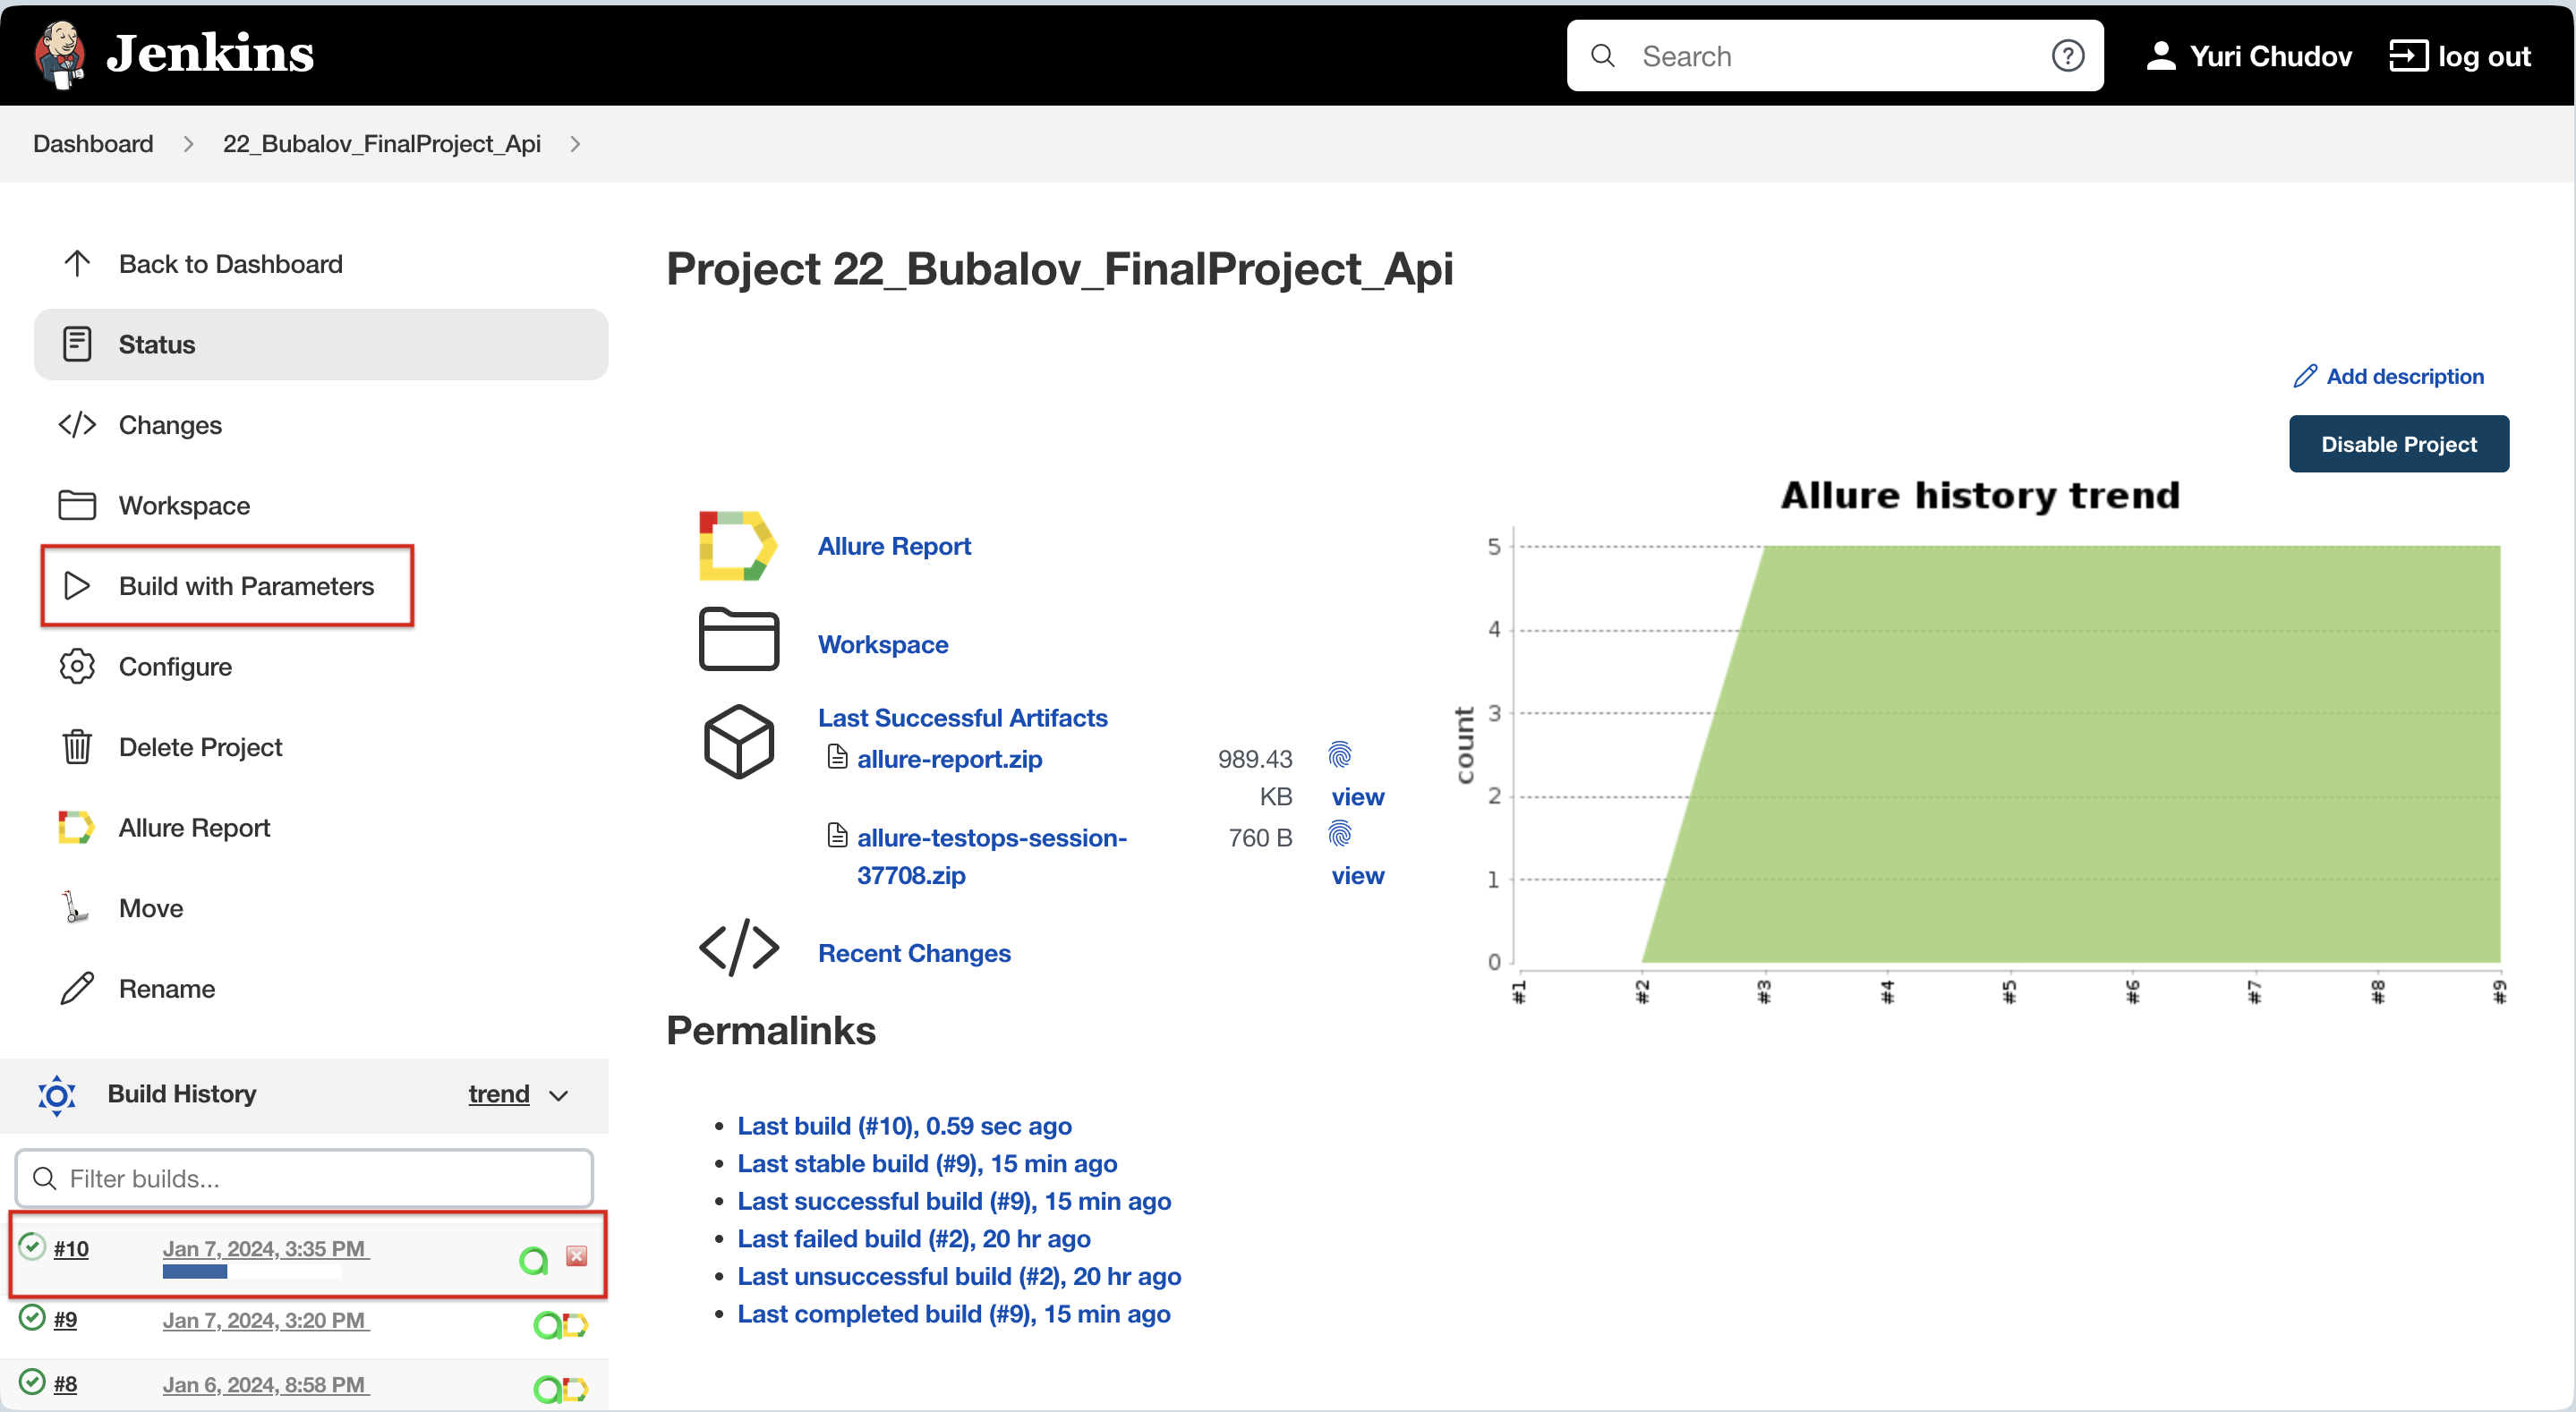 Jenkins
Search
Yuri Chudov
log out
Dashboard
22_Bubalov_FinalProject_Api
Back to Dashboard
Status
Changes
Workspace
Build with Parameters
Configure
Delete Project
Allure Report
Move
Rename
Build History
trend
Filter builds...
#10
Jan 7, 2024, 3:35 PM
#9
Jan 7, 2024, 3:20 PM
#8
Jan 6, 2024, 8:58 PM
Project 22_Bubalov_FinalProject_Api
Add description
Disable Project
Allure Report
Workspace
Last Successful Artifacts
allure-report.zip
989.43
KB
view
allure-testops-session-
37708.zip
760 B
view
Recent Changes
Allure history trend
count
5
4
3
2
1
0
#1
#2
#3
#4
#5
#6
#7
#8
#9
Permalinks
Last build (#10), 0.59 sec ago
Last stable build (#9), 15 min ago
Last successful build (#9), 15 min ago
Last failed build (#2), 20 hr ago
Last unsuccessful build (#2), 20 hr ago
Last completed build (#9), 15 min ago